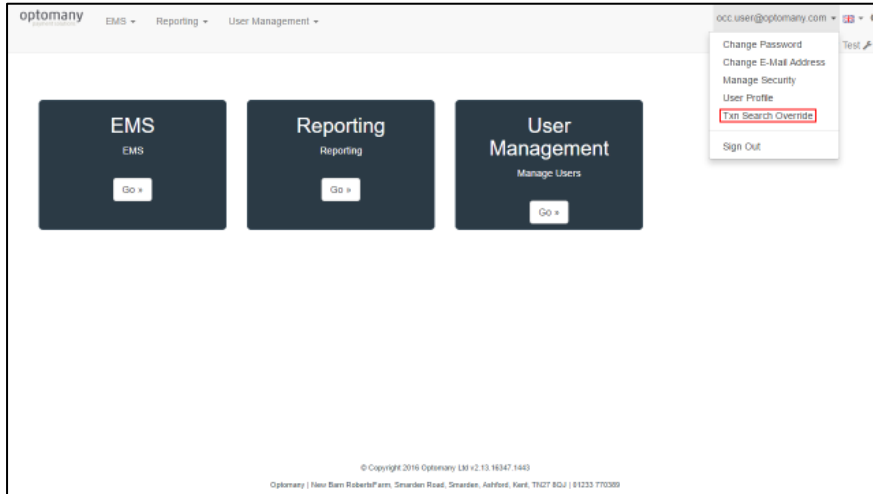 optomany
EMS
Reporting
User Management
occ.user@optomany.com
Test
Change Password
Change E-Mail Address
Manage Security
User Profile
Txn Search Override
Sign Out
EMS
EMS
Go »
Reporting
Reporting
Go »
User
Management
Manage Users
Go »
© Copyright 2016 Optomany Ltd v2.13.16347.1443
Optomany | New Barn RobertsFarm, Smarden Road, Smarden, Ashford, Kent, TN27 8QJ | 01233 770389